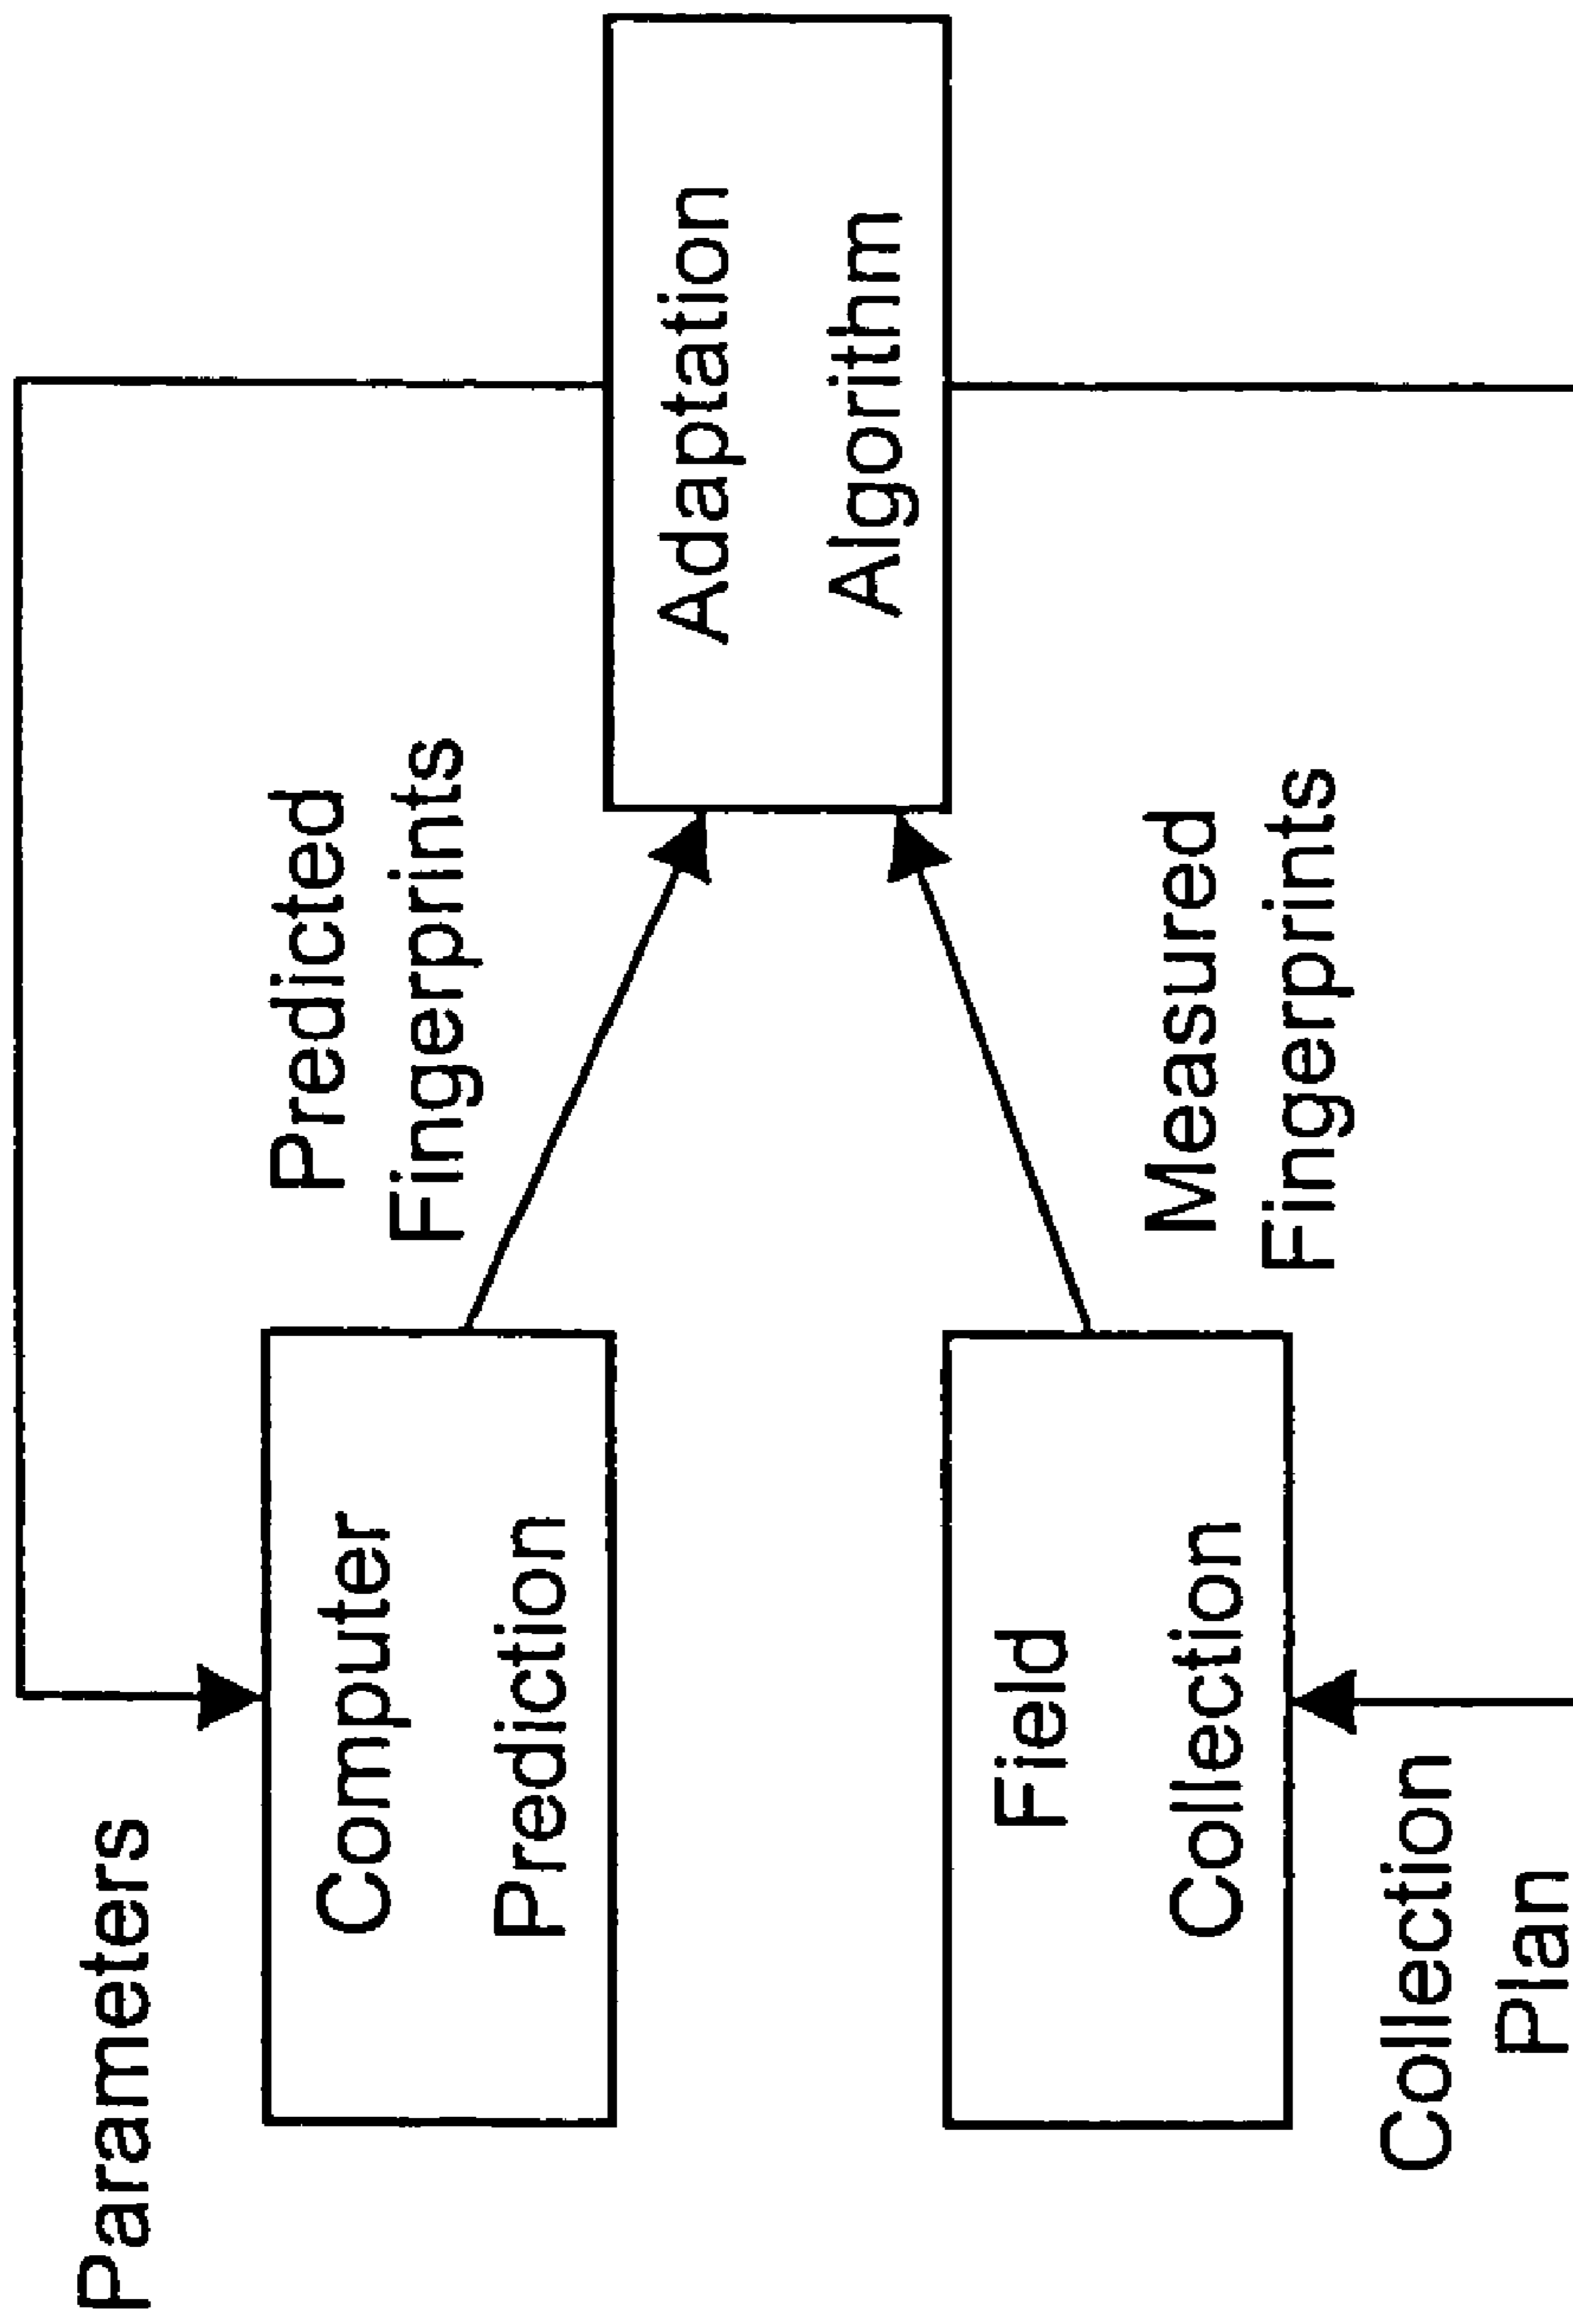 Parameters
Computer
Prediction
Predicted
Fingerprints
Adaptation
Algorithm
Field
Collection
Measured
Fingerprints
Collection
Plan